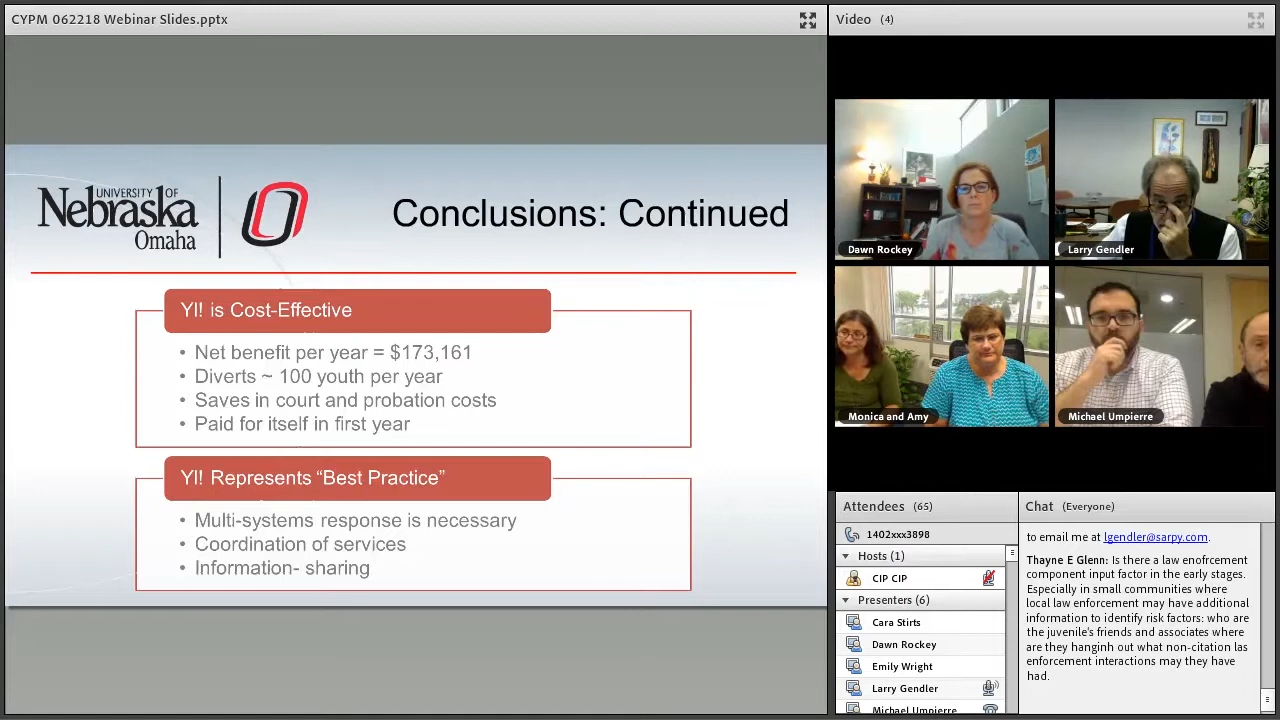 CYPM 062218 Webinar Slides.pptx
UNIVERSITY OF
Nebraska
Omaha
O
Conclusions: Continued
YI! is Cost-Effective
• Net benefit per year = $173,161
• Diverts ~ 100 youth per year
• Saves in court and probation costs
• Paid for itself in first year
YI! Represents “Best Practice”
• Multi-systems response is necessary
• Coordination of services
• Information- sharing
Video (4)
Dawn Rockey
Larry Gendler
Monica and Amy
Michael Umpierre
Attendees (65)
1402xxx3898
Hosts (1)
CIP CIP
Presenters (6)
Cara Stirts
Dawn Rockey
Emily Wright
Larry Gendler
Michael Umpierre
Chat (Everyone)
to email me at lgendler@sarpy.com.
Thayne E Glenn: Is there a law enofrcement
component input factor in the early stages.
Especially in small communities where
local law enforcement may have additional
information to identify risk factors: who are
the juvenile's friends and associates where
are they hanginh out what non-citation las
enforcement interactions may they have
had.